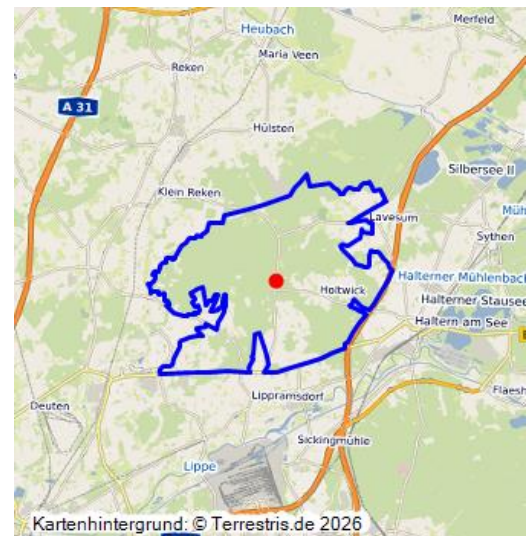 Merfeld
Heubach
Maria Veen
Reken
A 31
Hülsten
Silbersee II
Klein Reken
Lavesum
Müh
Sythen
Halterner Mühlenbach
Holtwick
Halterner Stausee
Haltern am See
Lippramsdorf
Flaesh
Deuten
Sickingmühle
Lippe
Kartenhintergrund: © Terrestris.de 2026